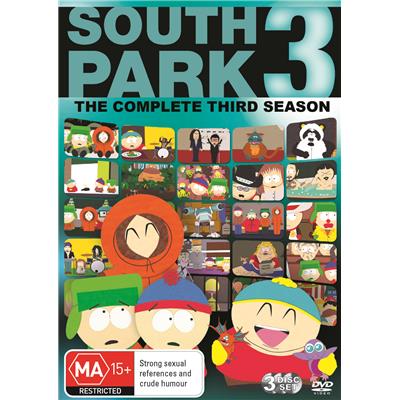 SOUTH
PARK 3
THE COMPLETE THIRD SEASON
MA 15+
RESTRICTED
Strong sexual
references and
crude humour
3 DISC
SET
DVD
VIDEO